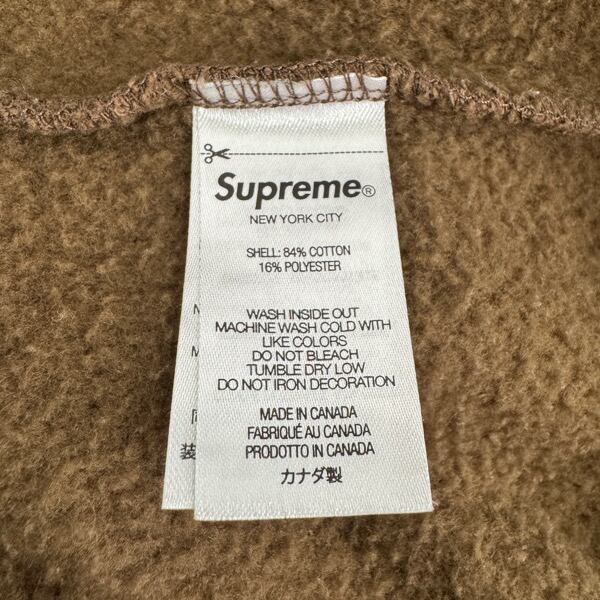 Supreme®
NEW YORK CITY
SHELL: 84% COTTON
16% POLYESTER
WASH INSIDE OUT
MACHINE WASH COLD WITH
LIKE COLORS
DO NOT BLEACH
TUMBLE DRY LOW
DO NOT IRON DECORATION
MADE IN CANADA
FABRIQUÉ AU CANADA
PRODOTTO IN CANADA
カナダ製
N
M
装